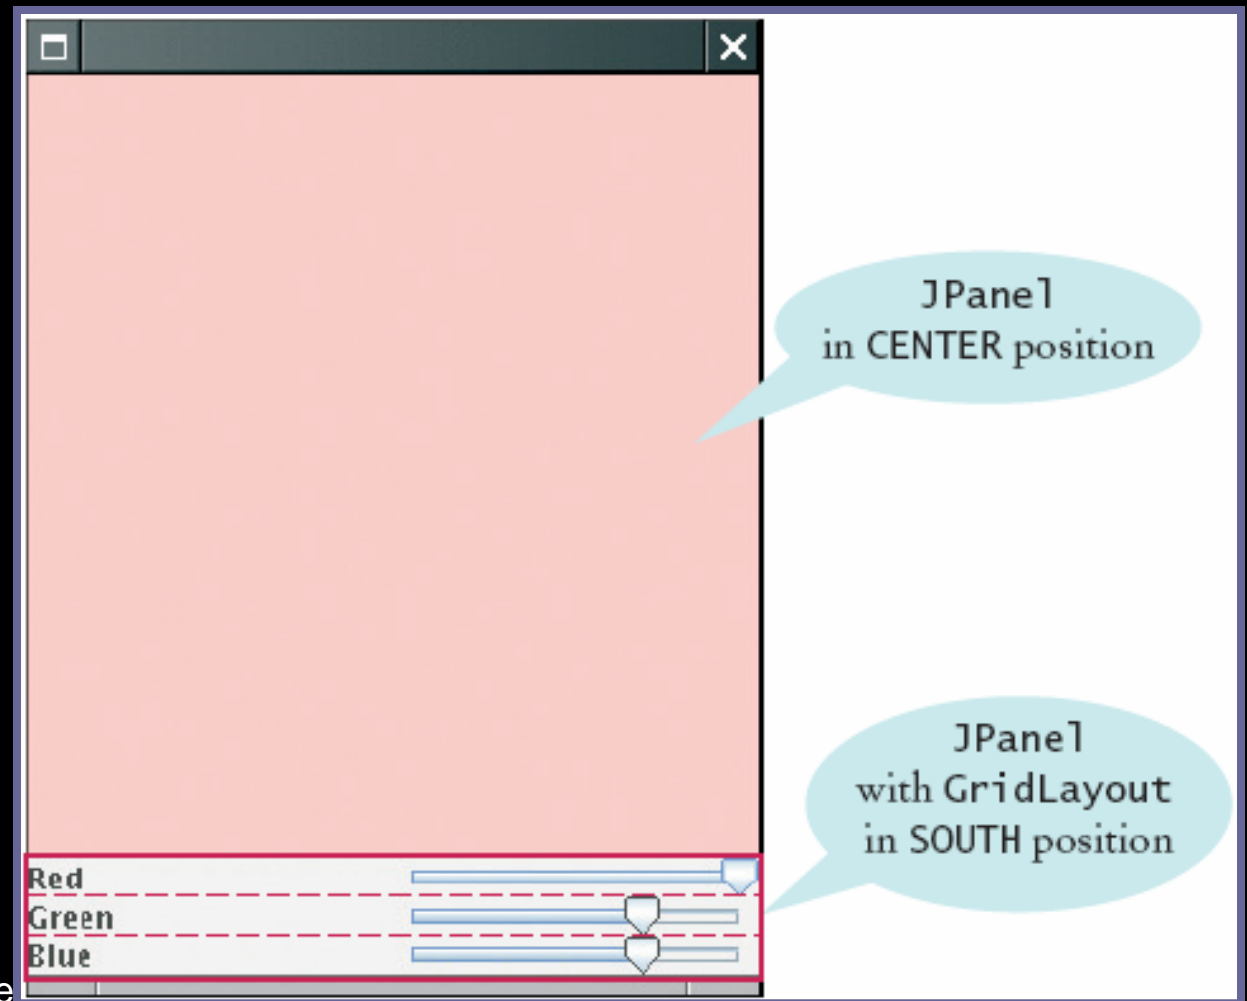 JPanel
in CENTER position
JPanel
with GridLayout
in SOUTH position
Red
Green
Blue
e